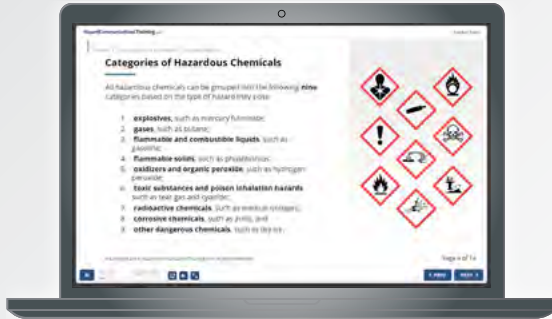 HazardCommunicationsTraining
Categories of Hazardous Chemicals
All hazardous chemicals can be grouped into the following nine
categories based on the type of hazard they pose:
1. explosives, such as mercury fulminate;
2. gases, such as butane;
3. flammable and combustible liquids, such as
gasoline;
4. flammable solids, such as phosphorous;
5. oxidizers and organic peroxide, such as hydrogen
peroxide;
6. toxic substances and poison inhalation hazards
such as tear gas and cyanide;
7. radioactive chemicals, such as medical isotopes;
8. corrosive chemicals, such as acids; and
9. other dangerous chemicals, such as dry ice.
Page 4 of 14
PREV NEXT